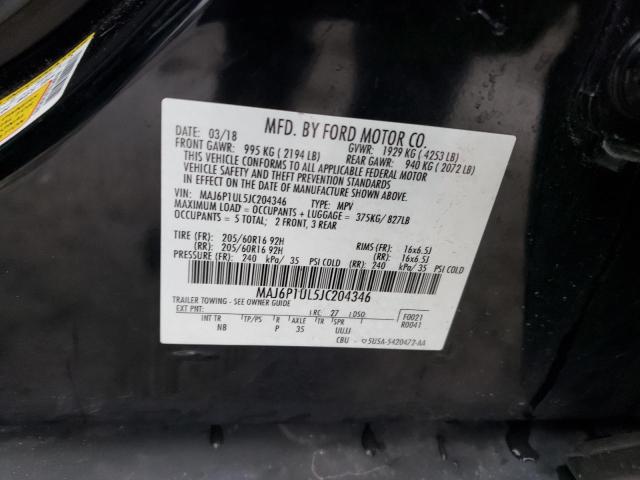 MFD. BY FORD MOTOR CO.
DATE: 03/18 GVWR: 1929 KG ( 4253 LB)
FRONT GAWR: 995 KG ( 2194 LB) REAR GAWR: 940 KG ( 2072 LB)
THIS VEHICLE CONFORMS TO ALL APPLICABLE FEDERAL MOTOR
VEHICLE SAFETY AND THEFT PREVENTION STANDARDS
IN EFFECT ON THE DATE OF MANUFACTURE SHOWN ABOVE.
VIN: MAJ6P1UL5JC204346 TYPE: MPV
MAXIMUM LOAD = OCCUPANTS + LUGGAGE = 375KG/ 827LB
OCCUPANTS = 5 TOTAL; 2 FRONT, 3 REAR
TIRE (FR): 205/60R16 92H RIMS (FR): 16x6.5J
(RR): 205/60R16 92H (RR): 16x6.5J
PRESSURE (FR): 240 kPa/ 35 PSI COLD (RR): 240 kPa/ 35 PSI COLD
MAJ6P1UL5JC204346
TRAILER TOWING - SEE OWNER GUIDE
EXT PNT: RC: 27 DSO: F0021
R0041
INT TR TP/PS R AXLE TR SPR
NB P 35 UUJJ
CBU 5U5A-5420472-AA